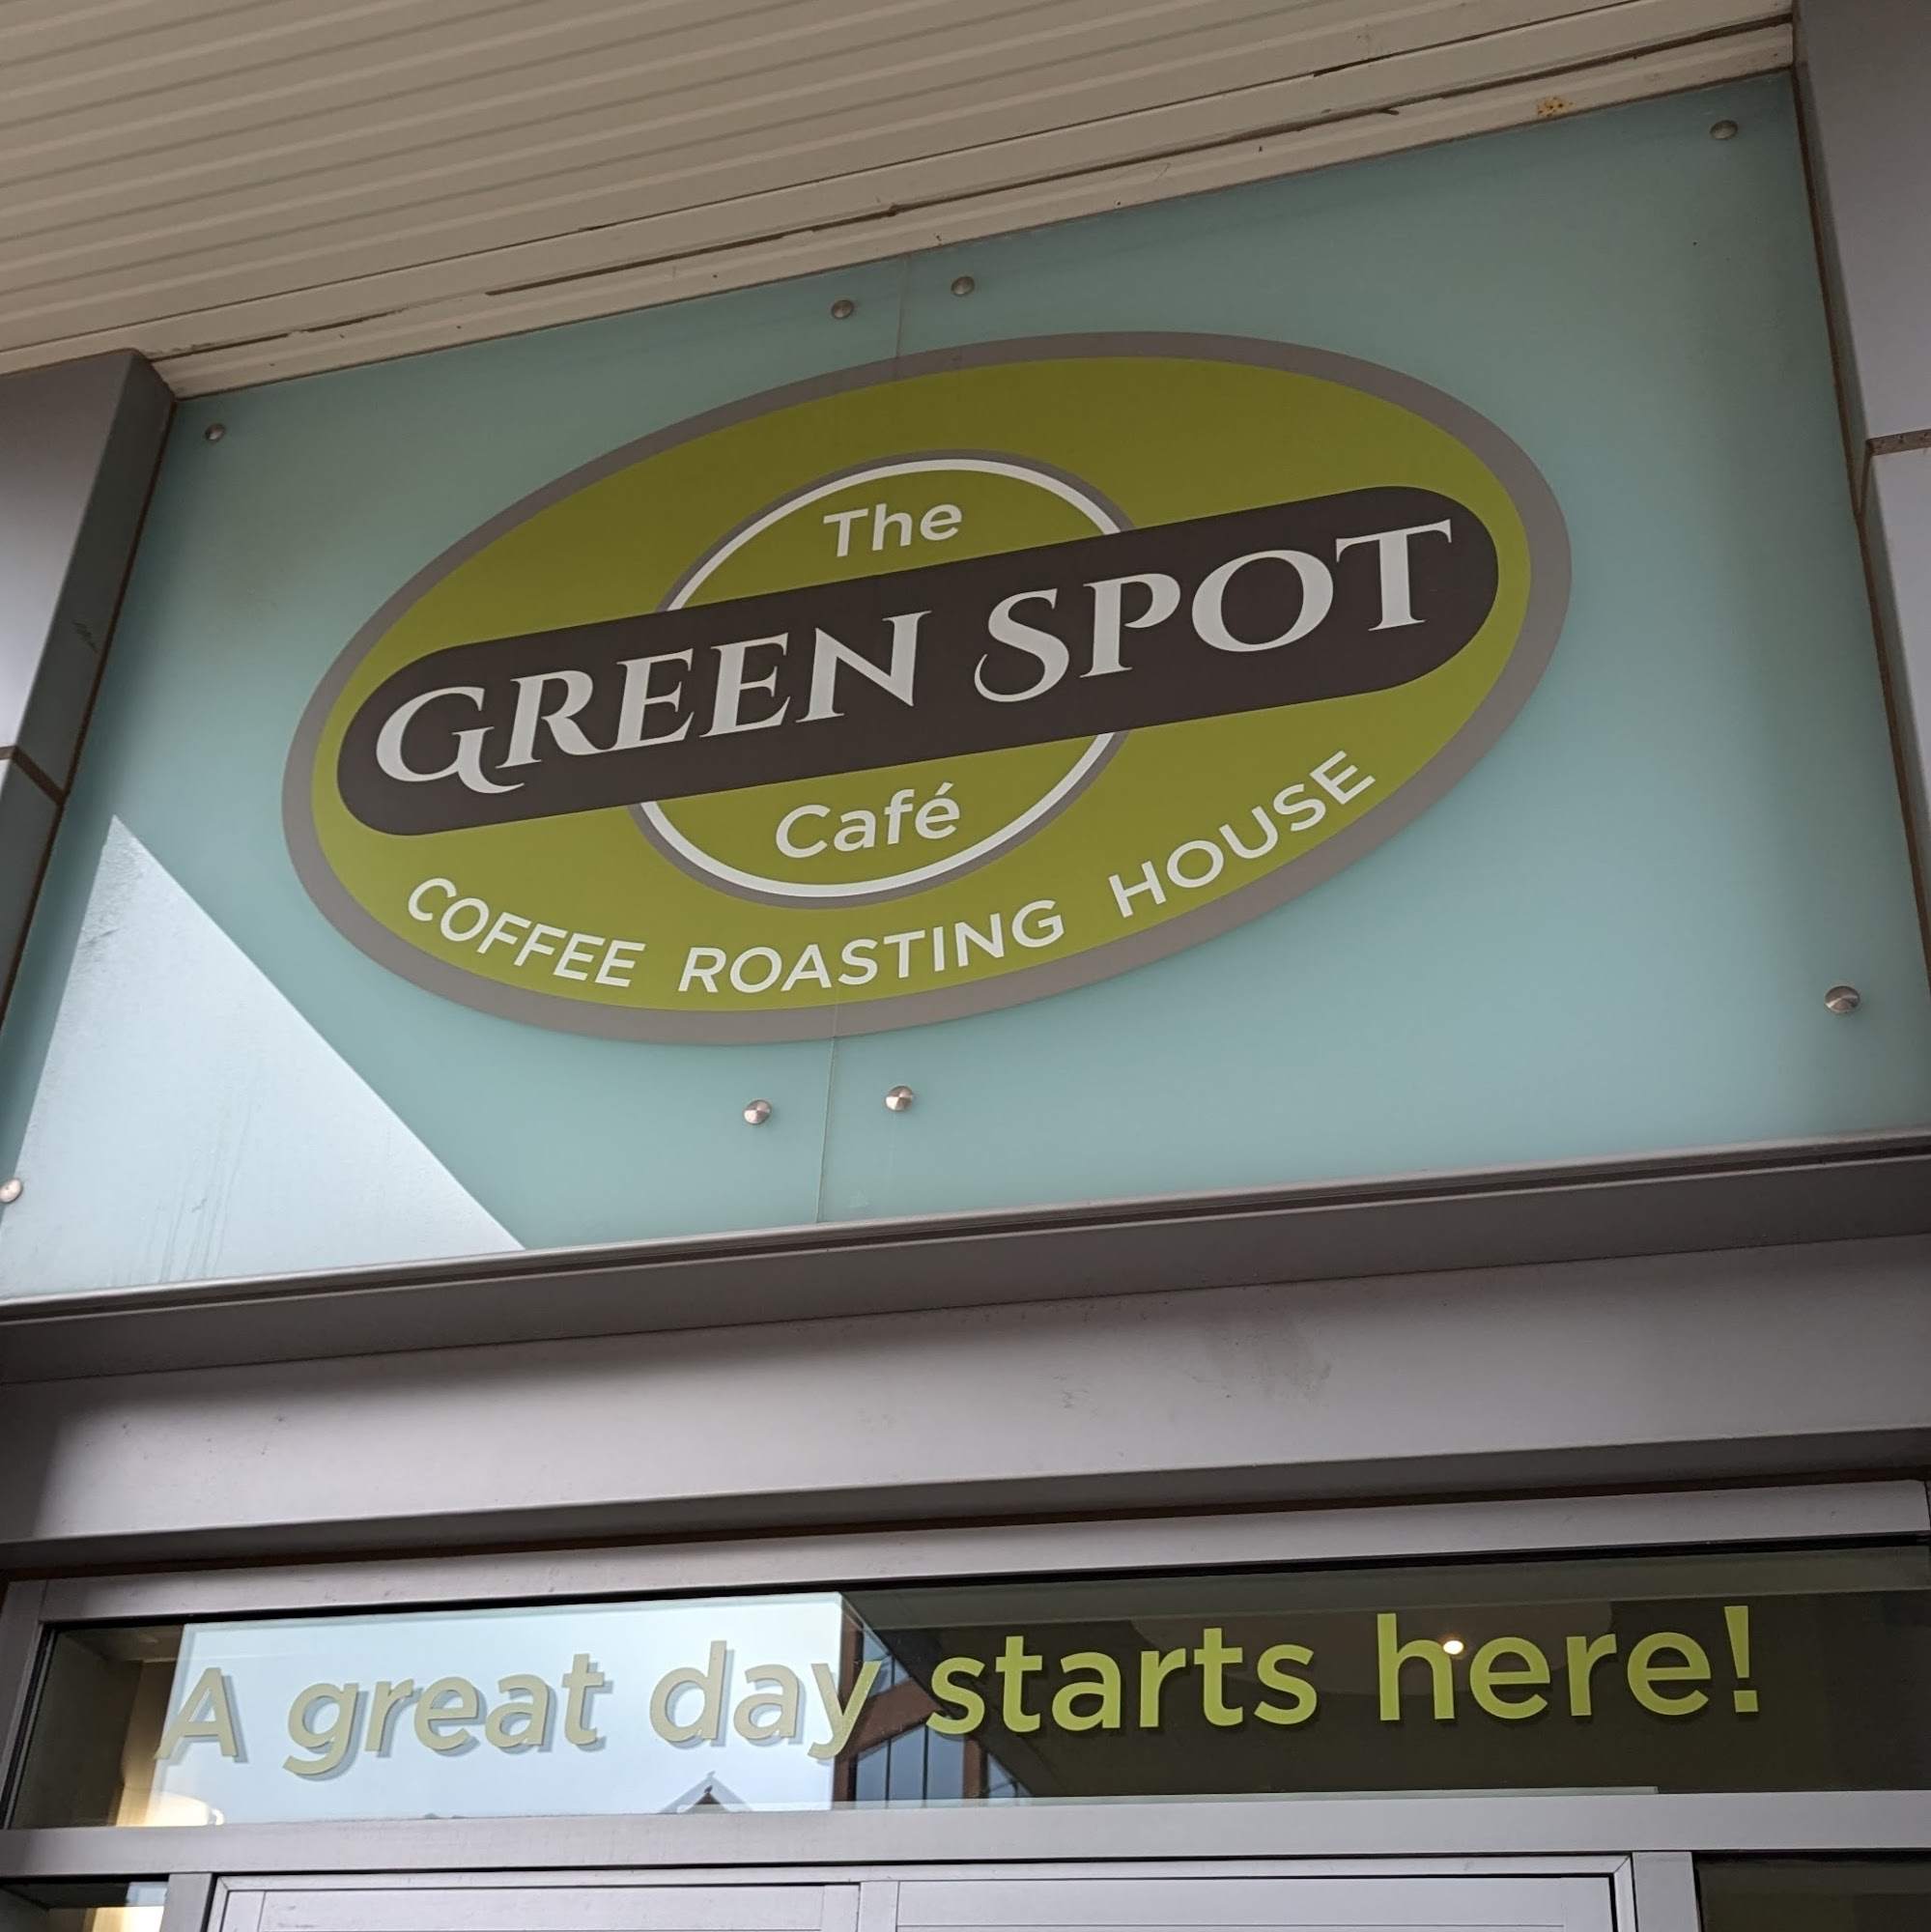 The
GREEN SPOT
Café
COFFEE ROASTING HOUSE
A great day starts here!